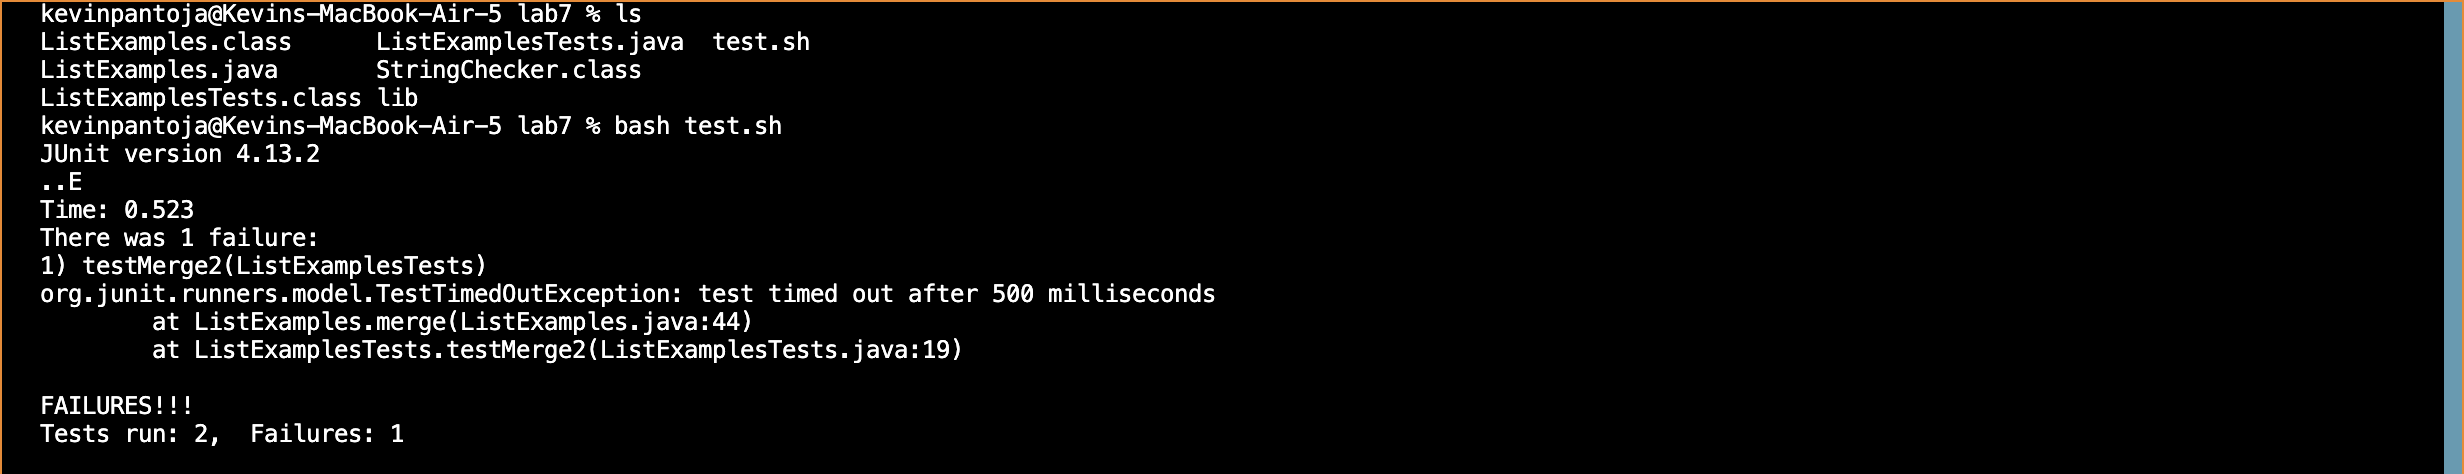 kevinpantoja@Kevins-MacBook-Air-5 lab7 % ls
ListExamples.class      ListExamplesTests.java  test.sh
ListExamples.java       StringChecker.class
ListExamplesTests.class lib
kevinpantoja@Kevins-MacBook-Air-5 lab7 % bash test.sh
JUnit version 4.13.2
..E
Time: 0.523
There was 1 failure:
1) testMerge2(ListExamplesTests)
org.junit.runners.model.TestTimedOutException: test timed out after 500 milliseconds
        at ListExamples.merge(ListExamples.java:44)
        at ListExamplesTests.testMerge2(ListExamplesTests.java:19)
FAILURES!!!
Tests run: 2,  Failures: 1